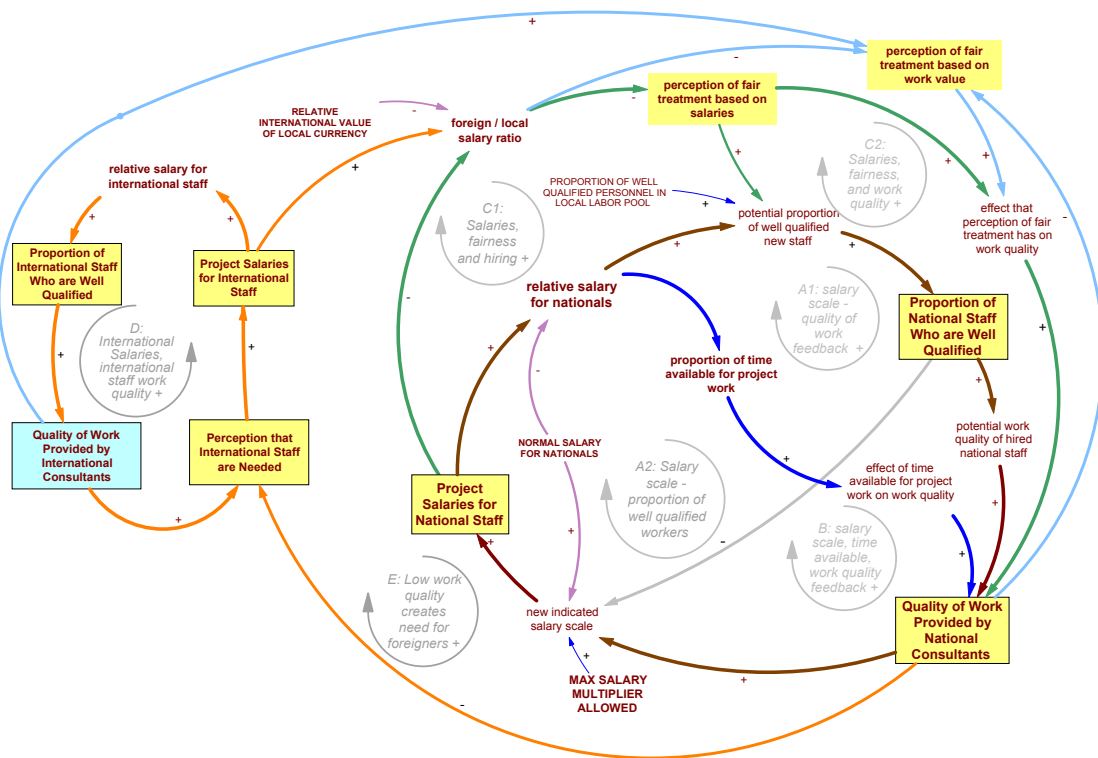 +
perception of fair
treatment based on
work value
-
perception of fair
treatment based on
salaries
-
RELATIVE
INTERNATIONAL VALUE
OF LOCAL CURRENCY
-
foreign / local
salary ratio
+
C2:
Salaries,
fairness,
and work
quality +
+
+
+
relative salary for
international staff
+
PROPORTION OF WELL
QUALIFIED PERSONNEL IN
LOCAL LABOR POOL
+
potential proportion
of well qualified
new staff
effect that
perception of fair
treatment has on
work quality
-
+
+
C1:
Salaries,
fairness
and hiring +
+
+
Proportion of
International Staff
Who are Well
Qualified
Project Salaries
for International
Staff
relative salary
for nationals
A1: salary
scale -
quality of
work
feedback +
Proportion of
National Staff
Who are Well
Qualified
-
+
D:
International
Salaries,
international
staff work
quality +
+
+
+
-
proportion of time
available for project
work
+
+
Quality of Work
Provided by
International
Consultants
Perception that
International Staff
are Needed
NORMAL SALARY
FOR NATIONALS
potential work
quality of hired
national staff
A2: Salary
scale -
proportion of
well qualified
workers
+
effect of time
available for project
work on work quality
Project
Salaries for
National Staff
+
+
+
+
-
B: salary
scale, time
available,
work quality
feedback +
+
E: Low work
quality
creates
need for
foreigners +
new indicated
salary scale
Quality of Work
Provided by
National
Consultants
+
+
MAX SALARY
MULTIPLIER
ALLOWED
-